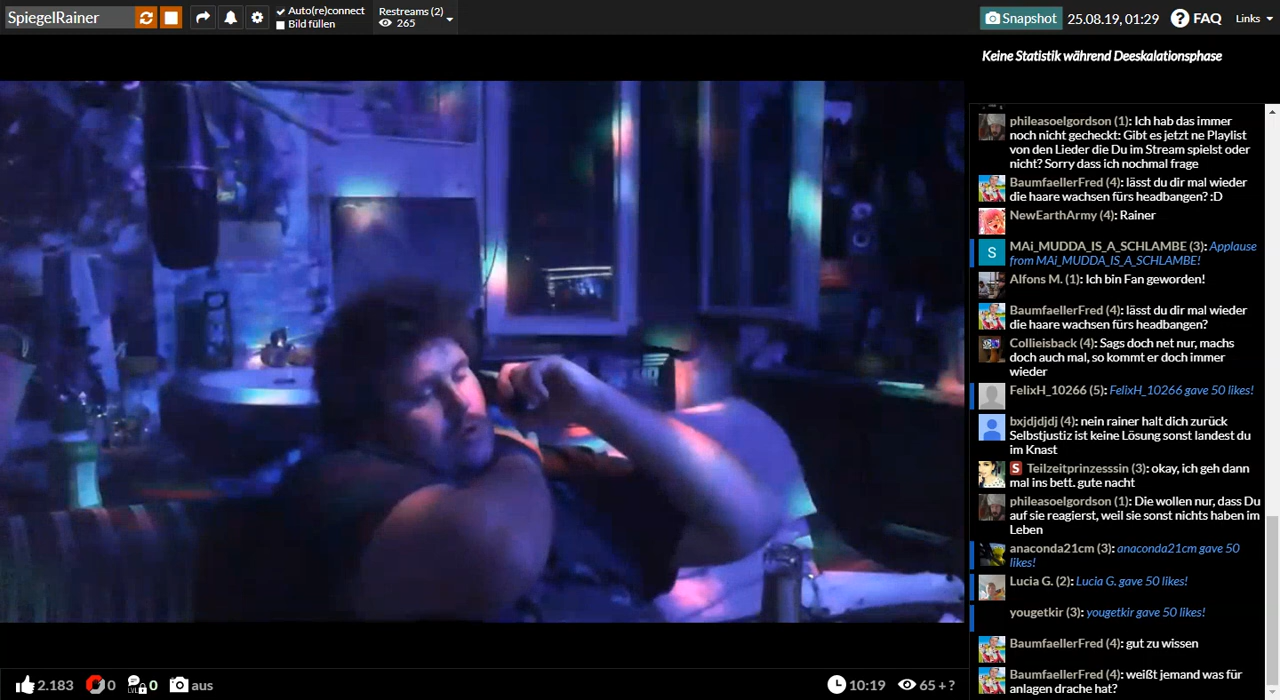 SpiegelRainer
Auto(re)connect
Bild füllen
Restreams (2)
265
Snapshot
25.08.19, 01:29
? FAQ
Links
Keine Statistik während Deeskalationsphase
phileasoelgordson (1): Ich hab das immer
noch nicht gecheckt: Gibt es jetzt ne Playlist
von den Lieder die Du im Stream spielst oder
nicht? Sorry dass ich nochmal frage
BaumfaellerFred (4): lässt du dir mal wieder
die haare wachsen fürs headbangen? :D
NewEarthArmy (4): Rainer
S
MAi_MUDDA_IS_A_SCHLAMBE (3): Applause
from MAi_MUDDA_IS_A_SCHLAMBE!
Alfons M. (1): Ich bin Fan geworden!
BaumfaellerFred (4): lässt du dir mal wieder
die haare wachsen fürs headbangen?
Collieisback (4): Sags doch net nur, machs
doch auch mal, so kommt er doch immer
wieder
FelixH_10266 (5): FelixH_10266 gave 50 likes!
bxjdjdjdj (4): nein rainer halt dich zurück
Selbstjustiz ist keine Lösung sonst landest du
im Knast
S Teilzeitprinzesssin (3): okay, ich geh dann
mal ins bett. gute nacht
phileasoelgordson (1): Die wollen nur, dass Du
auf sie reagierst, weil sie sonst nichts haben im
Leben
anaconda21cm (3): anaconda21cm gave 50
likes!
Lucia G. (2): Lucia G. gave 50 likes!
yougetkir (3): yougetkir gave 50 likes!
BaumfaellerFred (4): gut zu wissen
BaumfaellerFred (4): weißt jemand was für
anlagen drache hat?
2.183
0
LVL
0
aus
10:19
65 + ?